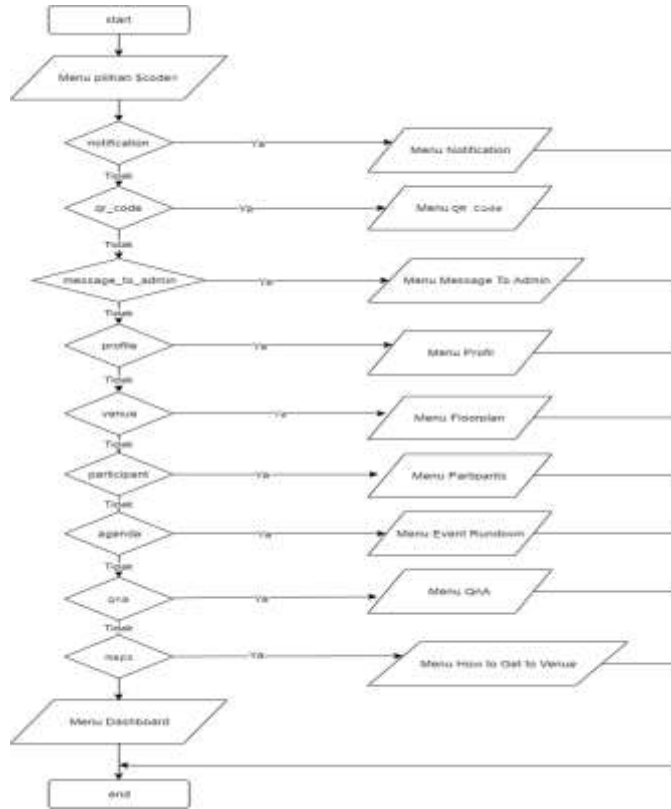 start
Menu pilihan $code=
notification
Ya
Menu Notification
Tidak
qr_code
Ya
Menu QR_Code
Tidak
message_to_admin
Ya
Menu Message To Admin
Tidak
profile
Ya
Menu Profil
Tidak
venue
Ya
Menu Floorplan
Tidak
participant
Ya
Tidak
agenda
Ya
Menu Event Rundown
Tidak
qna
Ya
Menu QnA
Tidak
maps
Ya
Menu How to Get to Venue
Menu Dashboard
end